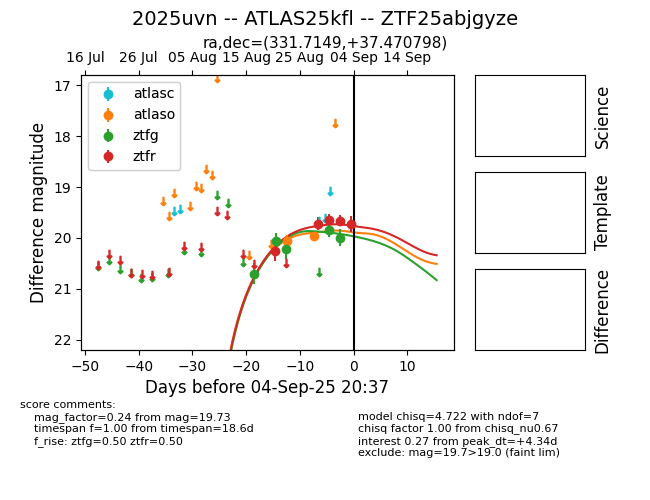 2025uvn -- ATLAS25kfl -- ZTF25abjgyze
ra,dec=(331.7149,+37.470798)
16 Jul 26 Jul 05 Aug 15 Aug 25 Aug 04 Sep 14 Sep
atlasc
atlaso
ztfg
ztfr
17
18
19
20
21
22
Difference magnitude
−50 −40 −30 −20 −10 0 10
Days before 04-Sep-25 20:37
Science
Template
Difference
score comments:
mag_factor=0.24 from mag=19.73
timespan f=1.00 from timespan=18.6d
f_rise: ztfg=0.50 ztfr=0.50
model chisq=4.722 with ndof=7
chisq factor 1.00 from chisq_nu0.67
interest 0.27 from peak_dt=+4.34d
exclude: mag=19.7>19.0 (faint lim)